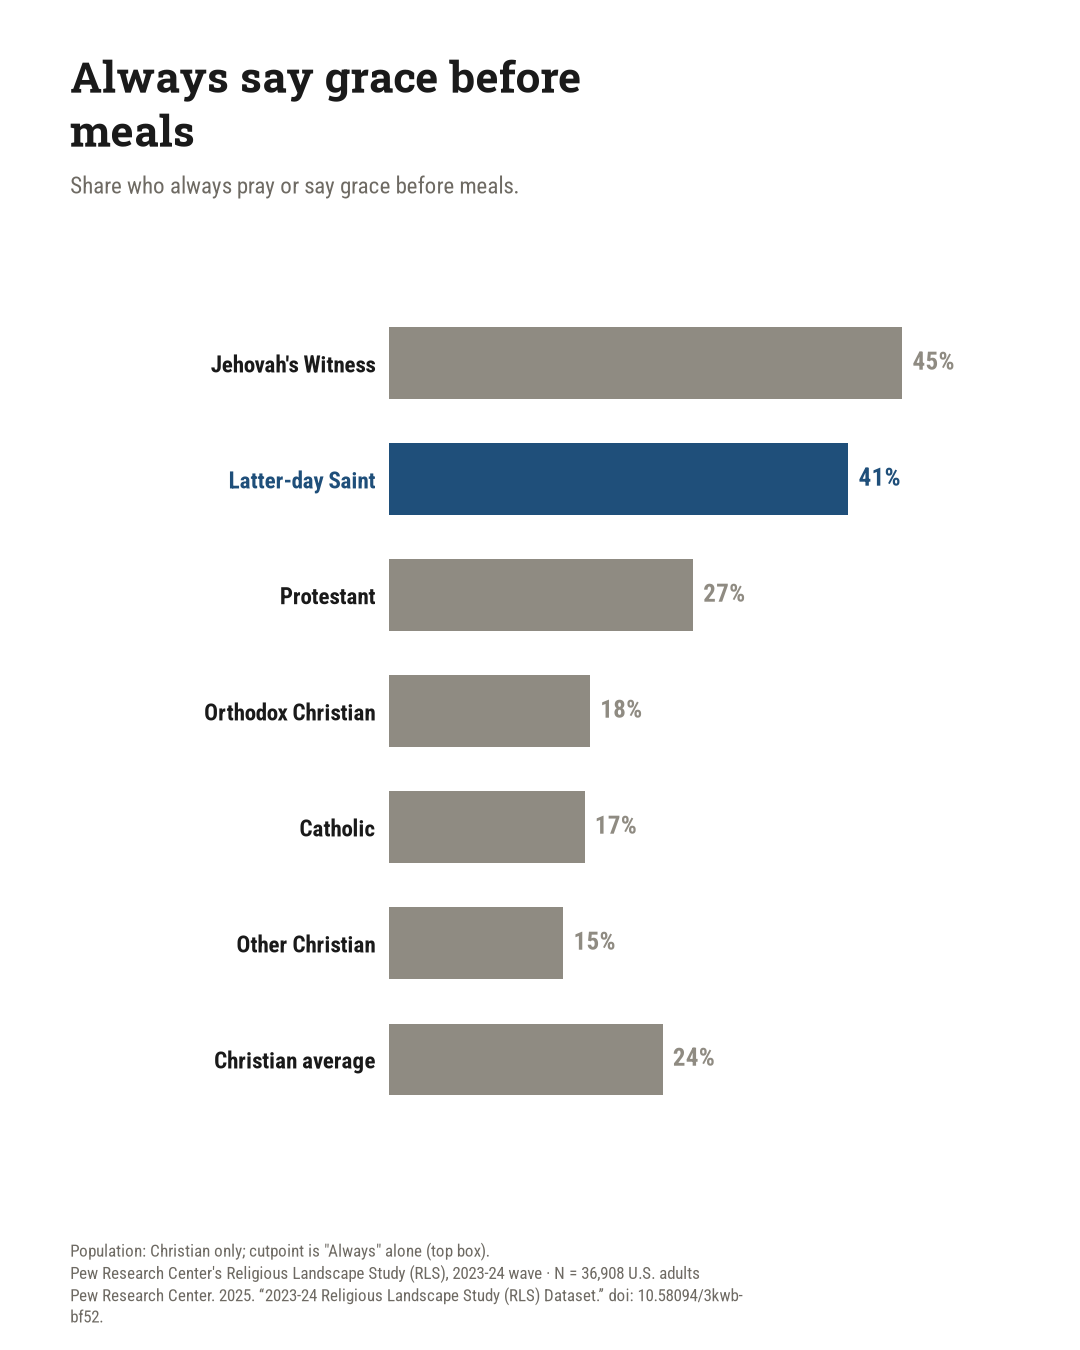 Always say grace before
meals
Share who always pray or say grace before meals.
Jehovah's Witness 45%
Latter-day Saint 41%
Protestant 27%
Orthodox Christian 18%
Catholic 17%
Other Christian 15%
Christian average 24%
Population: Christian only; cutpoint is "Always" alone (top box).
Pew Research Center's Religious Landscape Study (RLS), 2023-24 wave · N = 36,908 U.S. adults
Pew Research Center. 2025. “2023-24 Religious Landscape Study (RLS) Dataset.” doi: 10.58094/3kwb-
bf52.